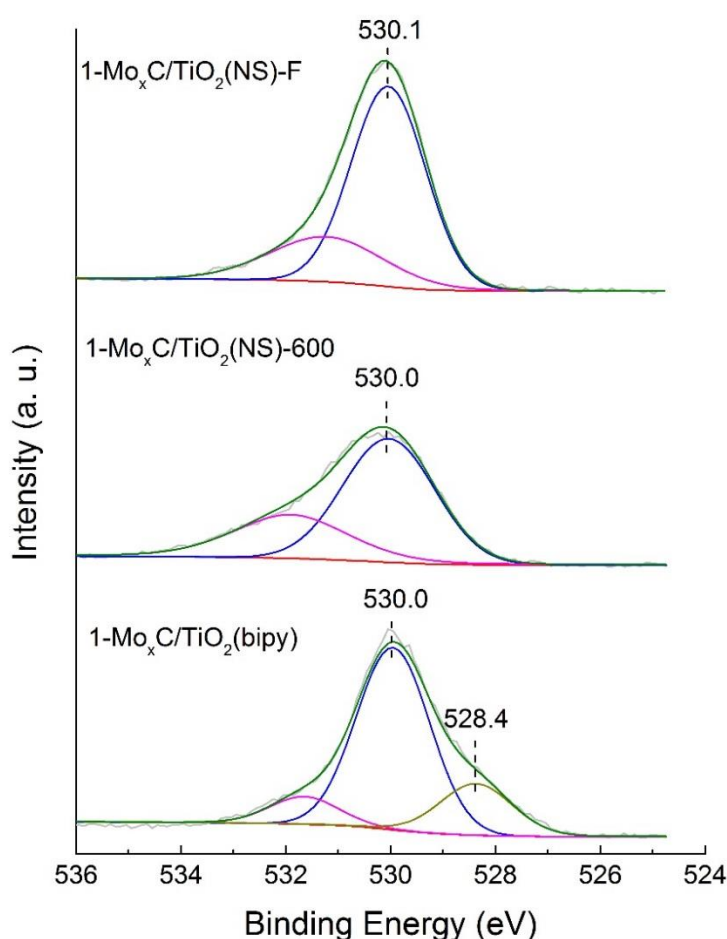 530.1
1-MoₓC/TiO₂(NS)-F
1-MoₓC/TiO₂(NS)-600
530.0
530.0
1-MoₓC/TiO₂(bipy)
528.4
Intensity (a. u.)
536 534 532 530 528 526 524
Binding Energy (eV)